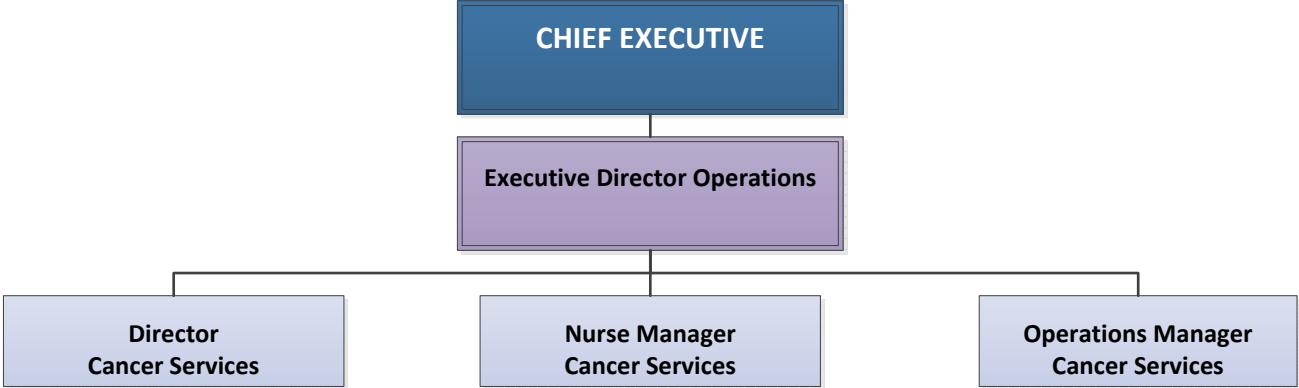 CHIEF EXECUTIVE
Executive Director Operations
Director
Cancer Services
Nurse Manager
Cancer Services
Operations Manager
Cancer Services